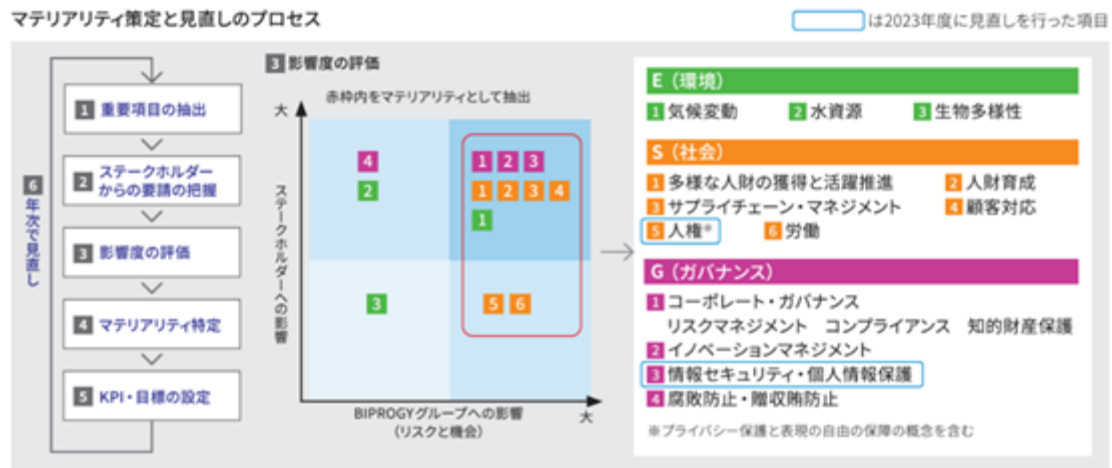 マテリアリティ策定と見直しのプロセス
は2023年度に見直しを行った項目
6 年次で見直し
1 重要項目の抽出
2 ステークホルダー
からの要請の把握
3 影響度の評価
4 マテリアリティ特定
5 KPI・目標の設定
3 影響度の評価
赤枠内をマテリアリティとして抽出
大
ステークホルダーへの影響
4 1 2 3
2 1 2 3 4
1
3 5 6
BIPROGYグループへの影響
(リスクと機会)
大
E(環境)
1 気候変動 2 水資源 3 生物多様性
S(社会)
1 多様な人財の獲得と活躍推進 2 人財育成
3 サプライチェーン・マネジメント 4 顧客対応
5 人権※ 6 労働
G(ガバナンス)
1 コーポレート・ガバナンス
リスクマネジメント コンプライアンス 知的財産保護
2 イノベーションマネジメント
3 情報セキュリティ・個人情報保護
4 腐敗防止・贈収賄防止
※プライバシー保護と表現の自由の保障の概念を含む